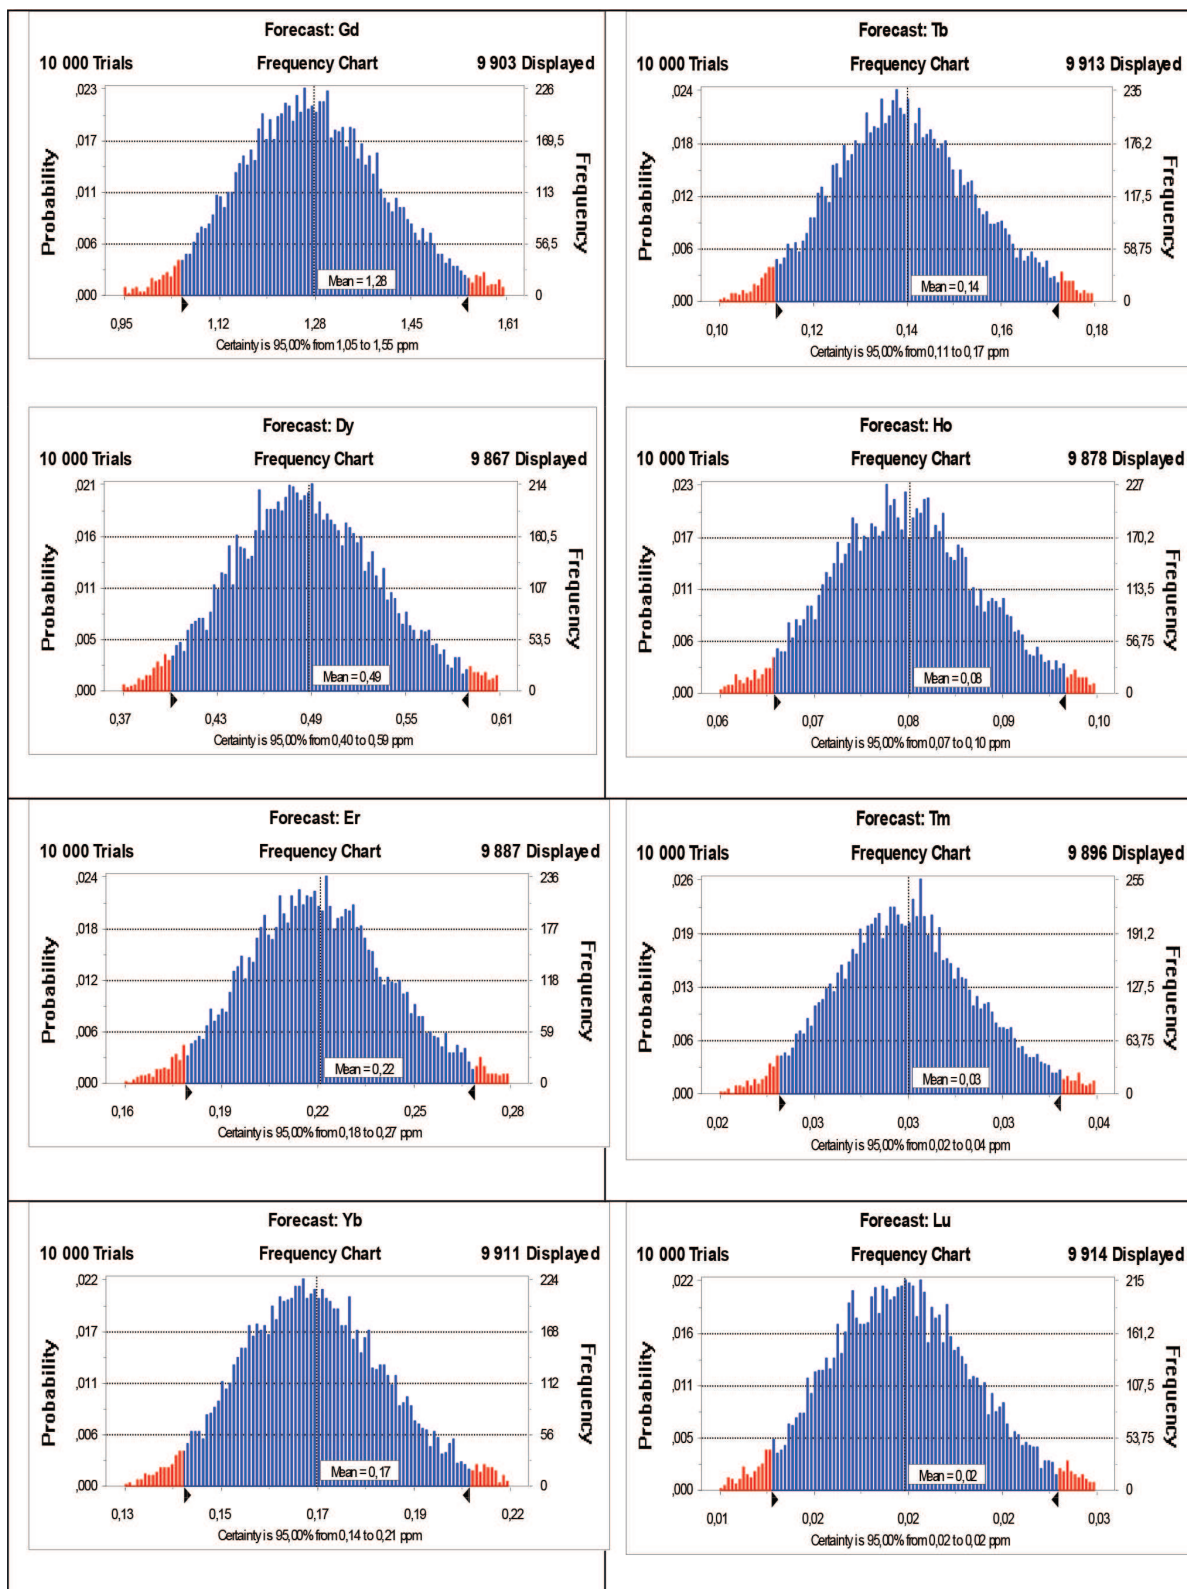 Forecast: Gd
10 000 Trials Frequency Chart 9 903 Displayed
,023 226
,017 169,5
,011 113
,006 56,5
,000 0
Probability
Frequency
Mean = 1,28
0,95 1,12 1,28 1,45 1,61
Certainty is 95,00% from 1,05 to 1,55 ppm
Forecast: Tb
10 000 Trials Frequency Chart 9 913 Displayed
,024 235
,018 176,2
,012 117,5
,006 58,75
,000 0
Probability
Frequency
Mean = 0,14
0,10 0,12 0,14 0,16 0,18
Certainty is 95,00% from 0,11 to 0,17 ppm
Forecast: Dy
10 000 Trials Frequency Chart 9 867 Displayed
,021 214
,016 160,5
,011 107
,005 53,5
,000 0
Probability
Frequency
Mean = 0,49
0,37 0,43 0,49 0,55 0,61
Certainty is 95,00% from 0,40 to 0,59 ppm
Forecast: Ho
10 000 Trials Frequency Chart 9 878 Displayed
,023 227
,017 170,2
,011 113,5
,006 56,75
,000 0
Probability
Frequency
Mean = 0,08
0,06 0,07 0,08 0,09 0,10
Certainty is 95,00% from 0,07 to 0,10 ppm
Forecast: Er
10 000 Trials Frequency Chart 9 887 Displayed
,024 236
,018 177
,012 118
,006 59
,000 0
Probability
Frequency
Mean = 0,22
0,16 0,19 0,22 0,25 0,28
Certainty is 95,00% from 0,18 to 0,27 ppm
Forecast: Tm
10 000 Trials Frequency Chart 9 896 Displayed
,026 255
,019 191,2
,013 127,5
,006 63,75
,000 0
Probability
Frequency
Mean = 0,03
0,02 0,03 0,03 0,03 0,04
Certainty is 95,00% from 0,02 to 0,04 ppm
Forecast: Yb
10 000 Trials Frequency Chart 9 911 Displayed
,022 224
,017 168
,011 112
,006 56
,000 0
Probability
Frequency
Mean = 0,17
0,13 0,15 0,17 0,19 0,22
Certainty is 95,00% from 0,14 to 0,21 ppm
Forecast: Lu
10 000 Trials Frequency Chart 9 914 Displayed
,022 215
,016 161,2
,011 107,5
,005 53,75
,000 0
Probability
Frequency
Mean = 0,02
0,01 0,02 0,02 0,02 0,03
Certainty is 95,00% from 0,02 to 0,02 ppm